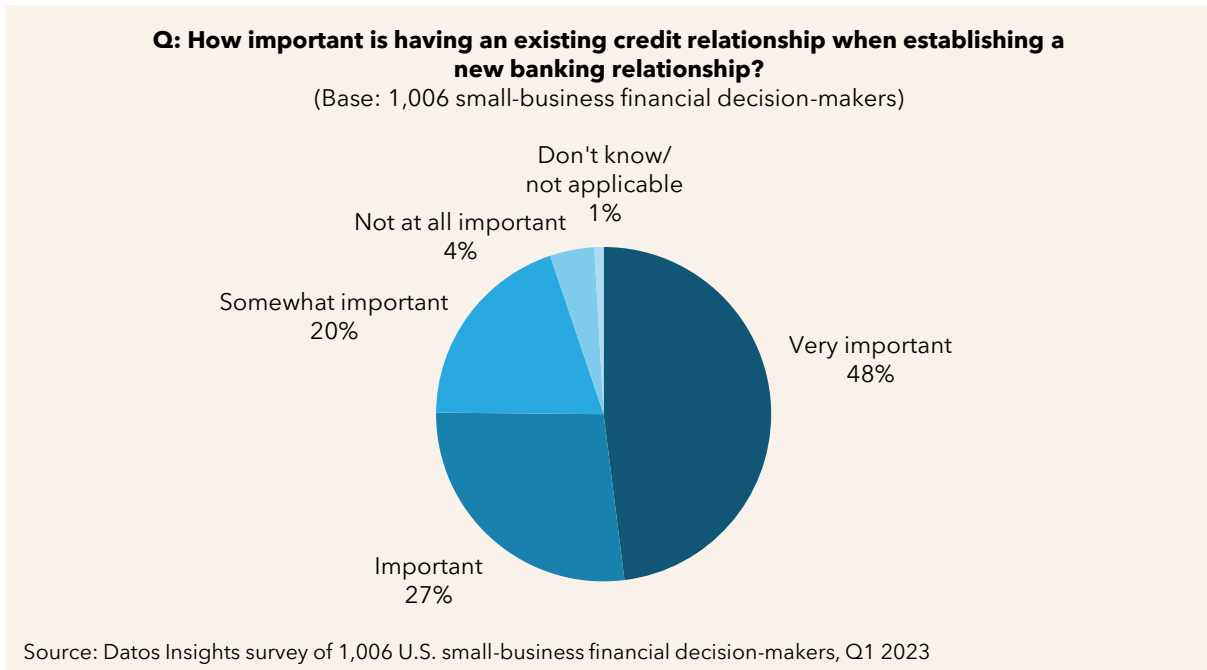 Q: How important is having an existing credit relationship when establishing a
new banking relationship?
(Base: 1,006 small-business financial decision-makers)
Don't know/
not applicable
1%
Not at all important
4%
Somewhat important
20%
Very important
48%
Important
27%
Source: Datos Insights survey of 1,006 U.S. small-business financial decision-makers, Q1 2023